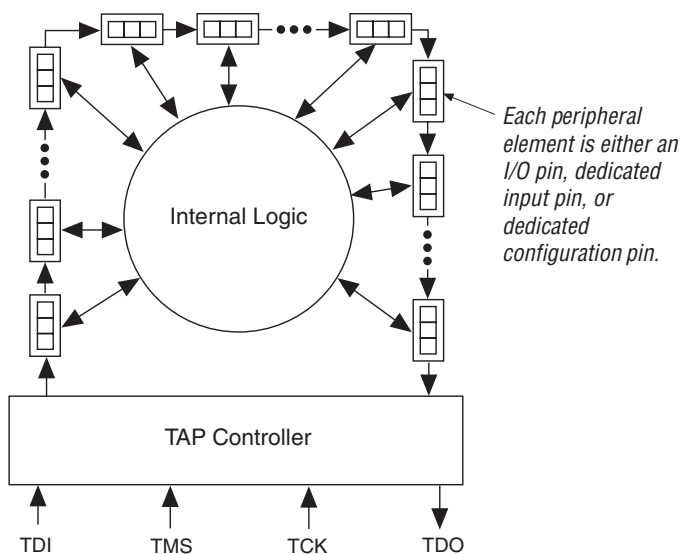 Each peripheral
element is either an
I/O pin, dedicated
input pin, or
dedicated
configuration pin.
Internal Logic
TAP Controller
TDI
TMS
TCK
TDO